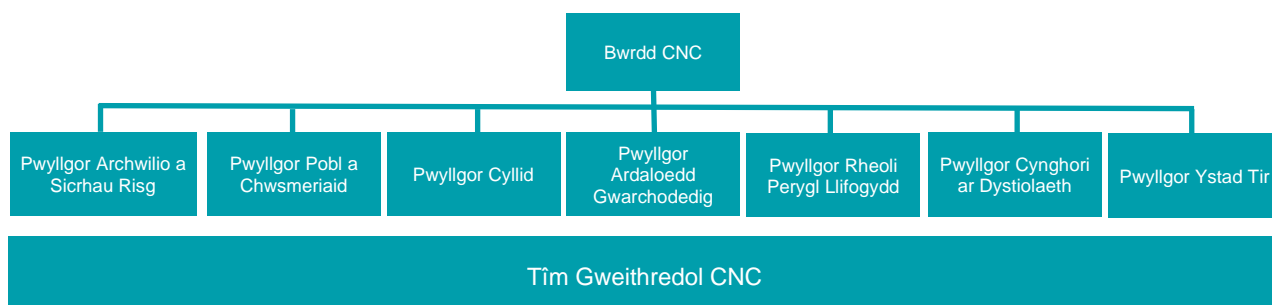 Bwrdd CNC
Pwyllgor Archwilio a
Sicrhau Risg
Pwyllgor Pobl a
Chwsmeriaid
Pwyllgor Cyllid
Pwyllgor
Ardaloedd
Gwarchodedig
Pwyllgor Rheoli
Perygl Llifogydd
Pwyllgor Cynghori
ar Dystiolaeth
Pwyllgor Ystad Tir
Tîm Gweithredol CNC